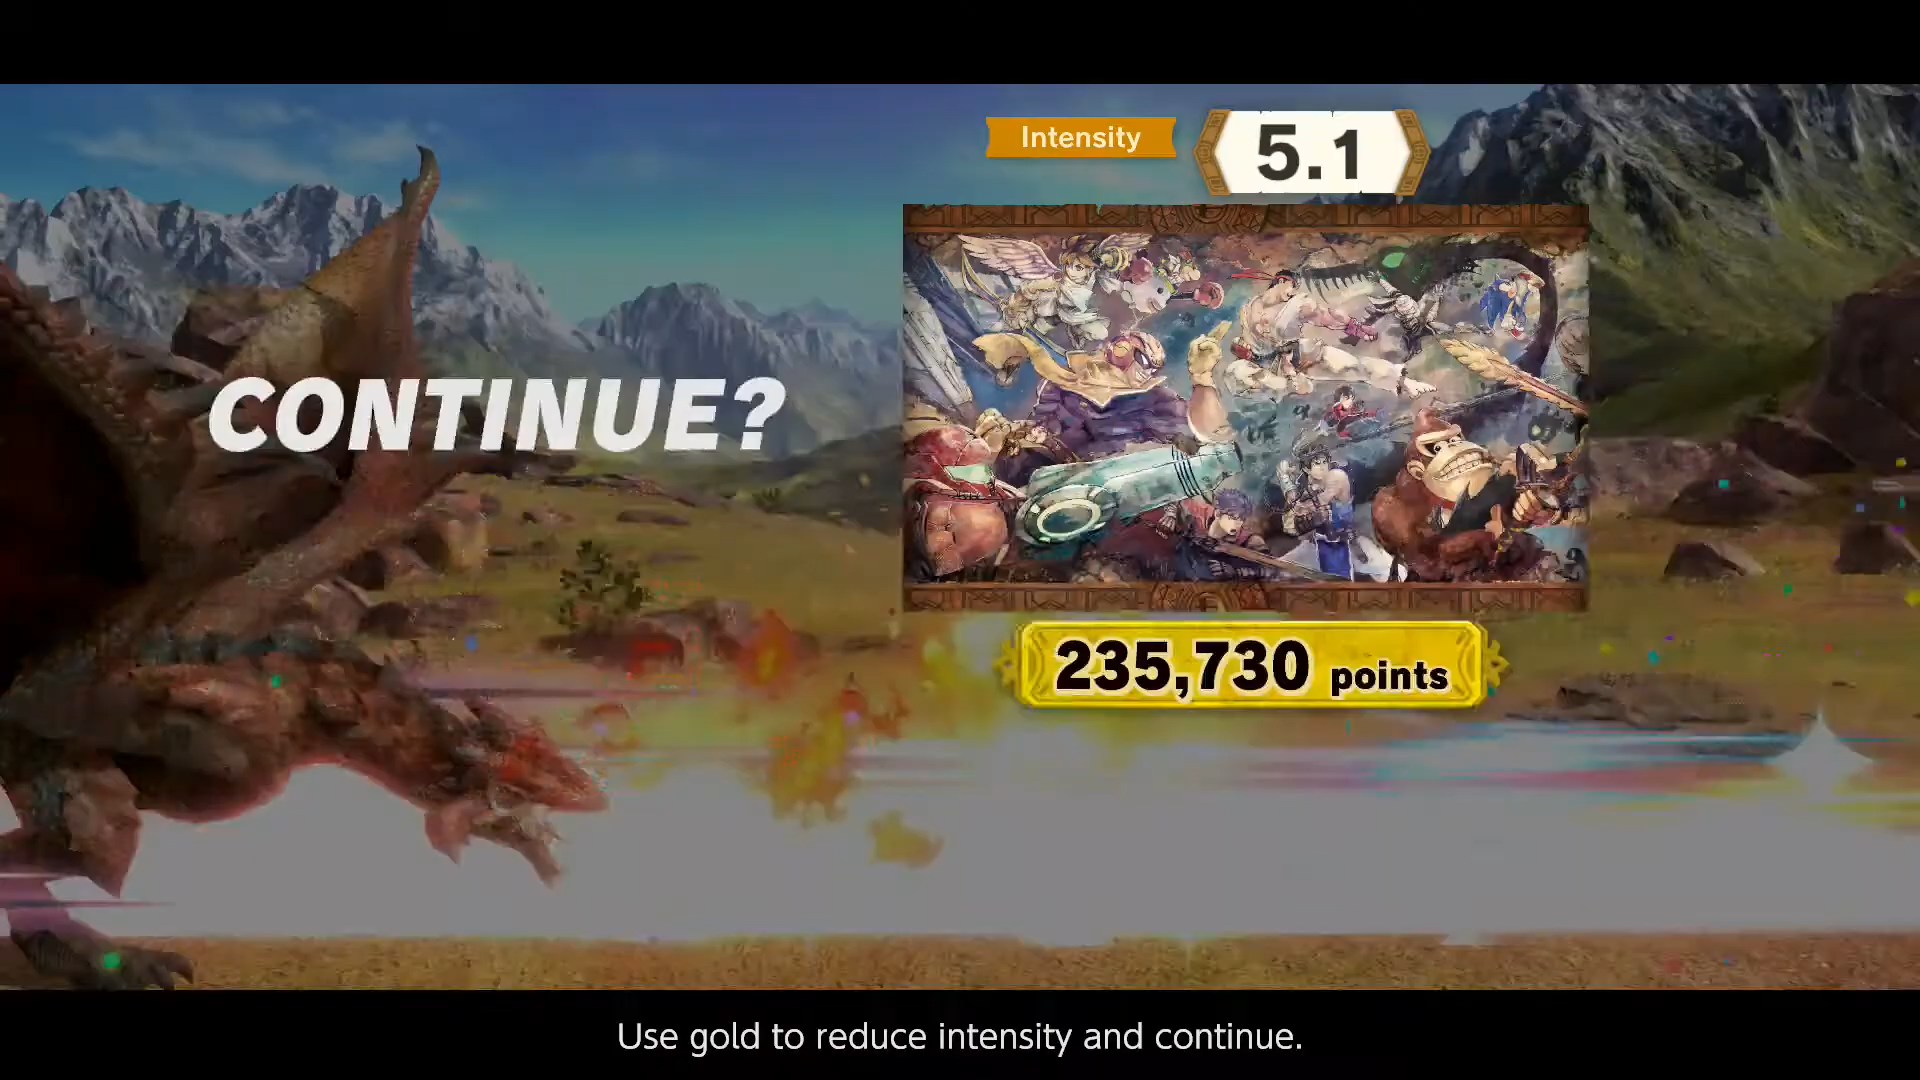 Intensity
5.1
CONTINUE?
235,730 points
Use gold to reduce intensity and continue.